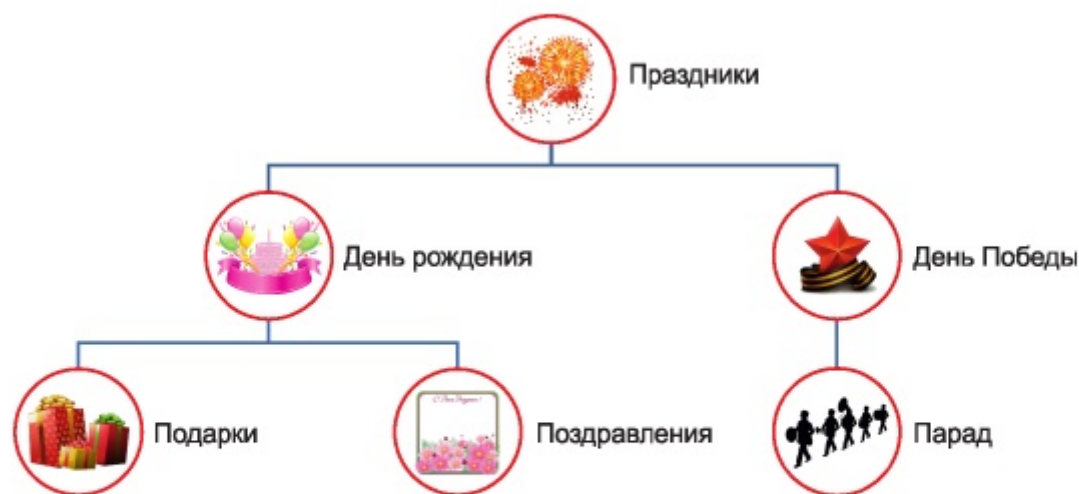 Праздники
День рождения
День Победы
Подарки
Поздравления
Парад